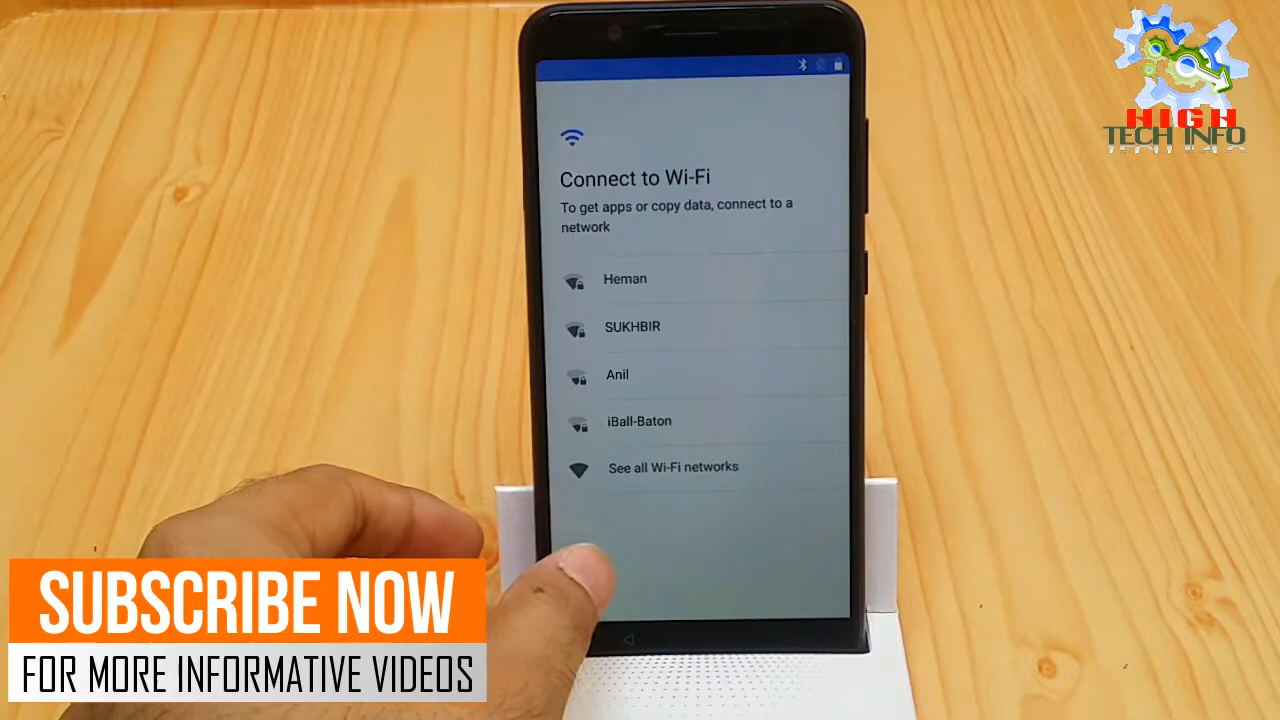 HIGH
TECH INFO
Connect to Wi-Fi
To get apps or copy data, connect to a
network
Heman
SUKHBIR
Anil
iBall-Baton
See all Wi-Fi networks
SUBSCRIBE NOW
FOR MORE INFORMATIVE VIDEOS